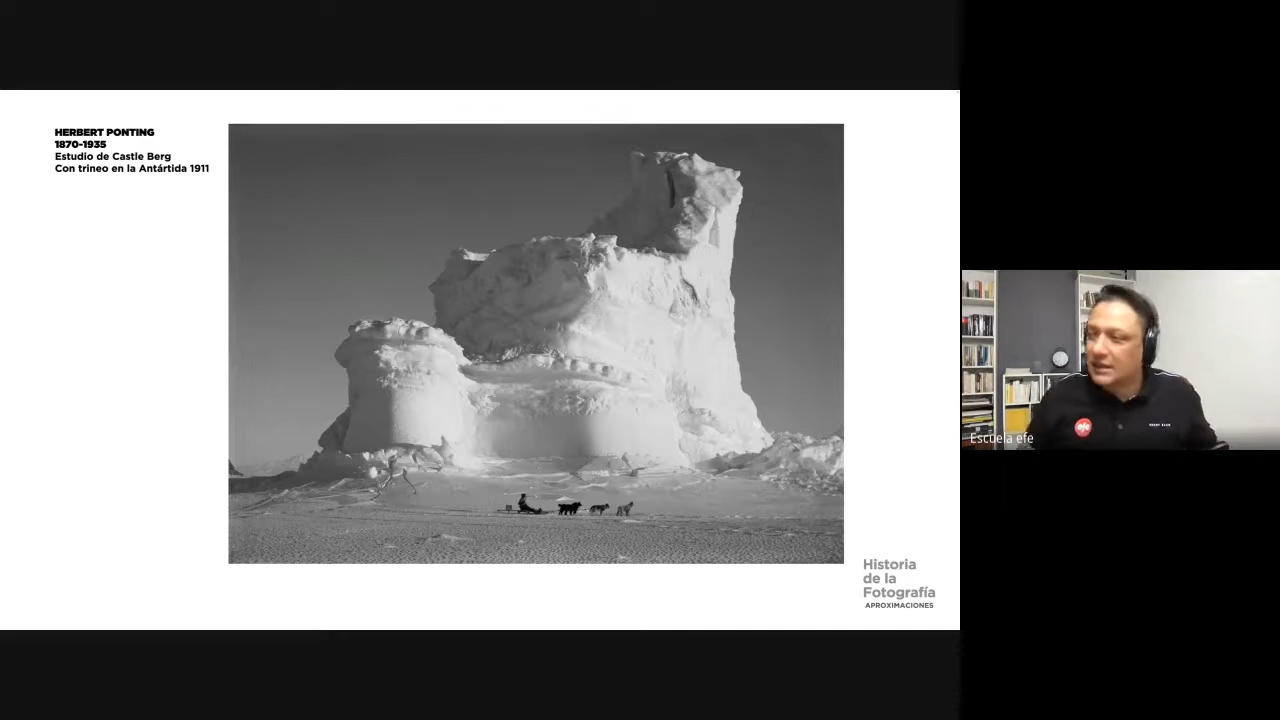 HERBERT PONTING
1870-1935
Estudio de Castle Berg
Con trineo en la Antártida 1911
Historia
de la
Fotografía
APROXIMACIONES
Escuela efe
efe